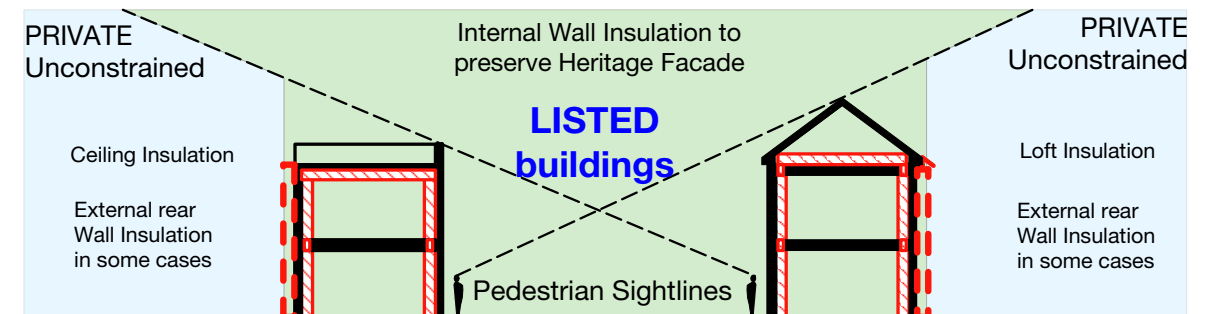 PRIVATE
Unconstrained
Internal Wall Insulation to
preserve Heritage Facade
PRIVATE
Unconstrained
LISTED
buildings
Ceiling Insulation
Loft Insulation
External rear
Wall Insulation
in some cases
External rear
Wall Insulation
in some cases
Pedestrian Sightlines